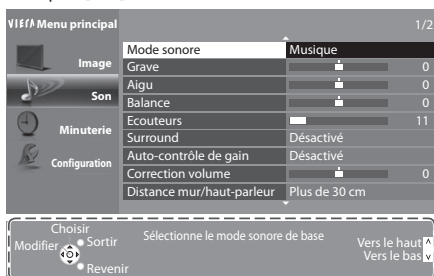 VIErA Menu principal
1/2
Image
Son
Minuterie
Configuration
Mode sonore Musique
Grave 0
Aigu 0
Balance 0
Ecouteurs 11
Surround Désactivé
Auto-contrôle de gain Désactivé
Correction volume 0
Distance mur/haut-parleur Plus de 30 cm
Choisir
Modifier
Sortir
Revenir
Sélectionne le mode sonore de base
Vers le haut
Vers le bas